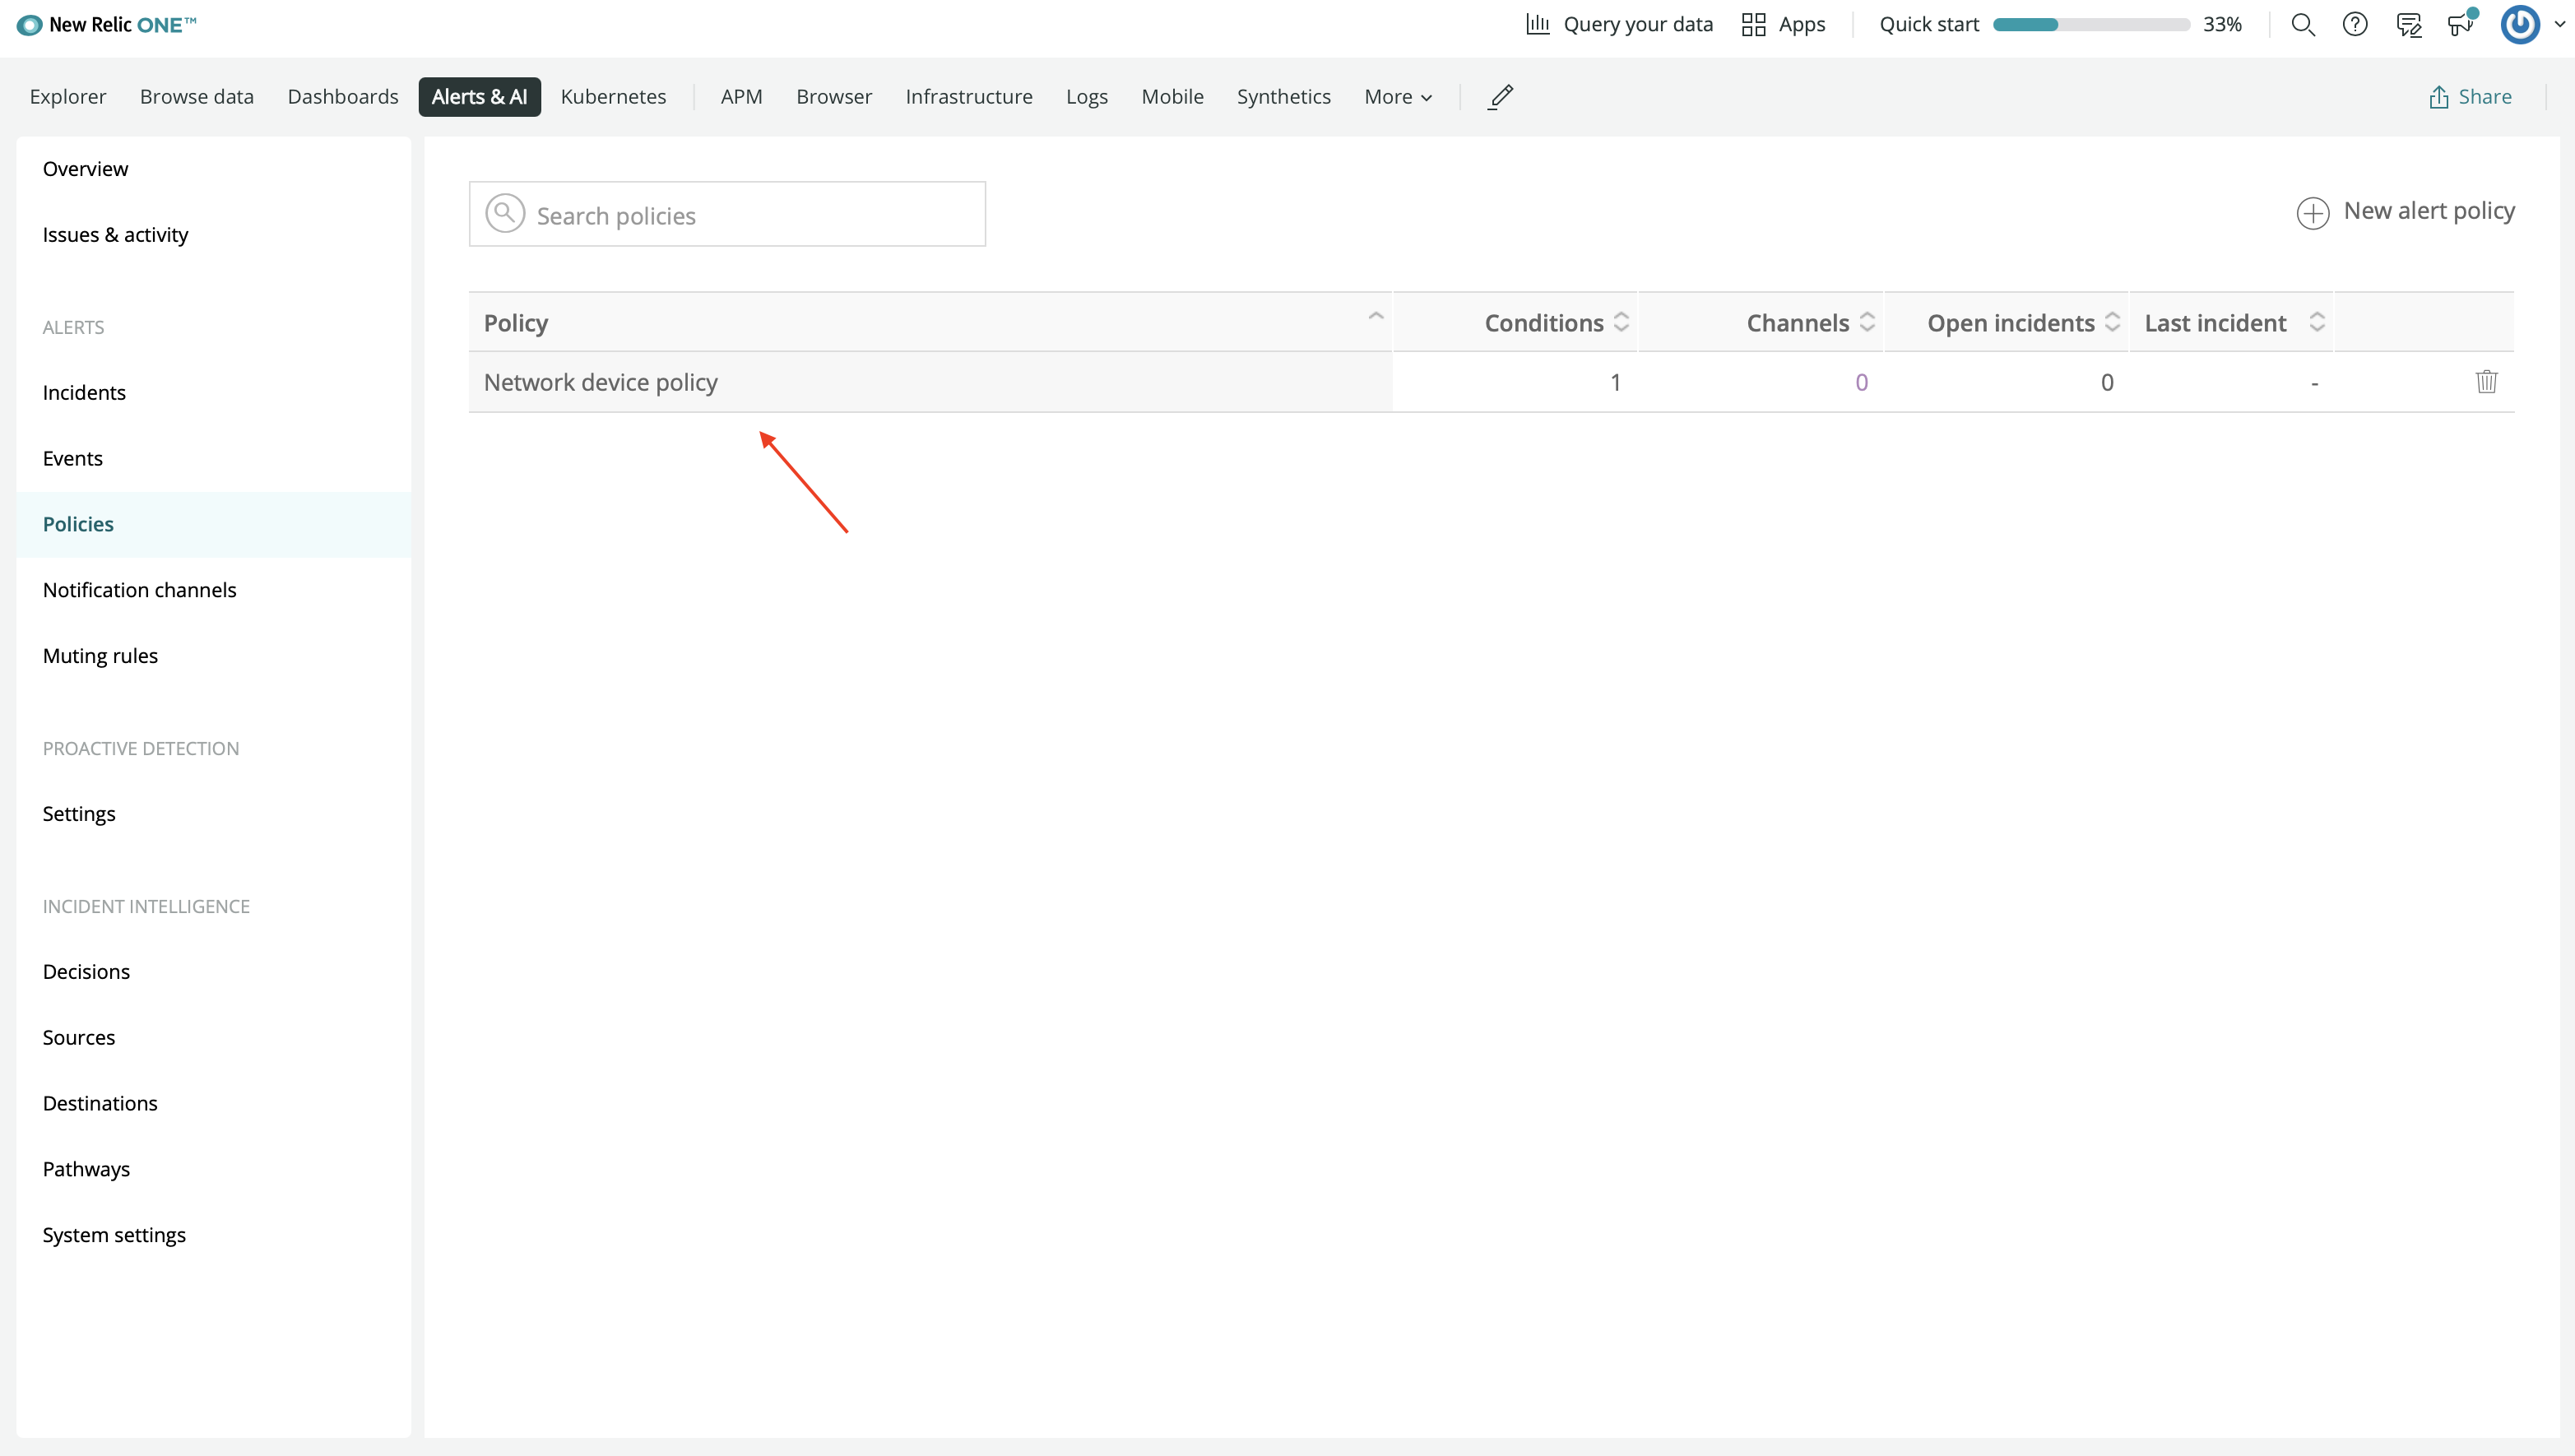 New Relic ONE™
Query your data
Apps
Quick start
33%
Explorer
Browse data
Dashboards
Alerts & AI
Kubernetes
APM
Browser
Infrastructure
Logs
Mobile
Synthetics
More
Share
Overview
Issues & activity
ALERTS
Incidents
Events
Policies
Notification channels
Muting rules
PROACTIVE DETECTION
Settings
INCIDENT INTELLIGENCE
Decisions
Sources
Destinations
Pathways
System settings
Search policies
New alert policy
Policy Conditions Channels Open incidents Last incident
Network device policy 1 0 0 -